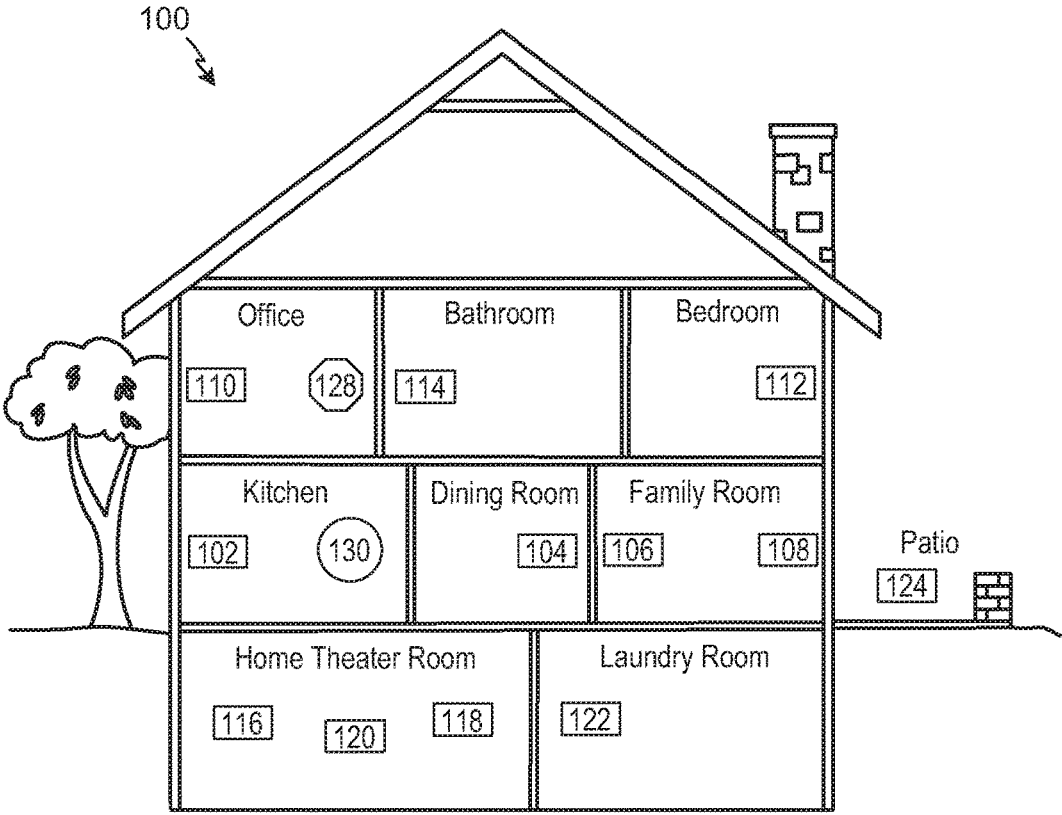 100
Office
Bathroom
Bedroom
110
128
114
112
Kitchen
Dining Room
Family Room
102
130
104
106
108
Patio
124
Home Theater Room
Laundry Room
116
120
118
122